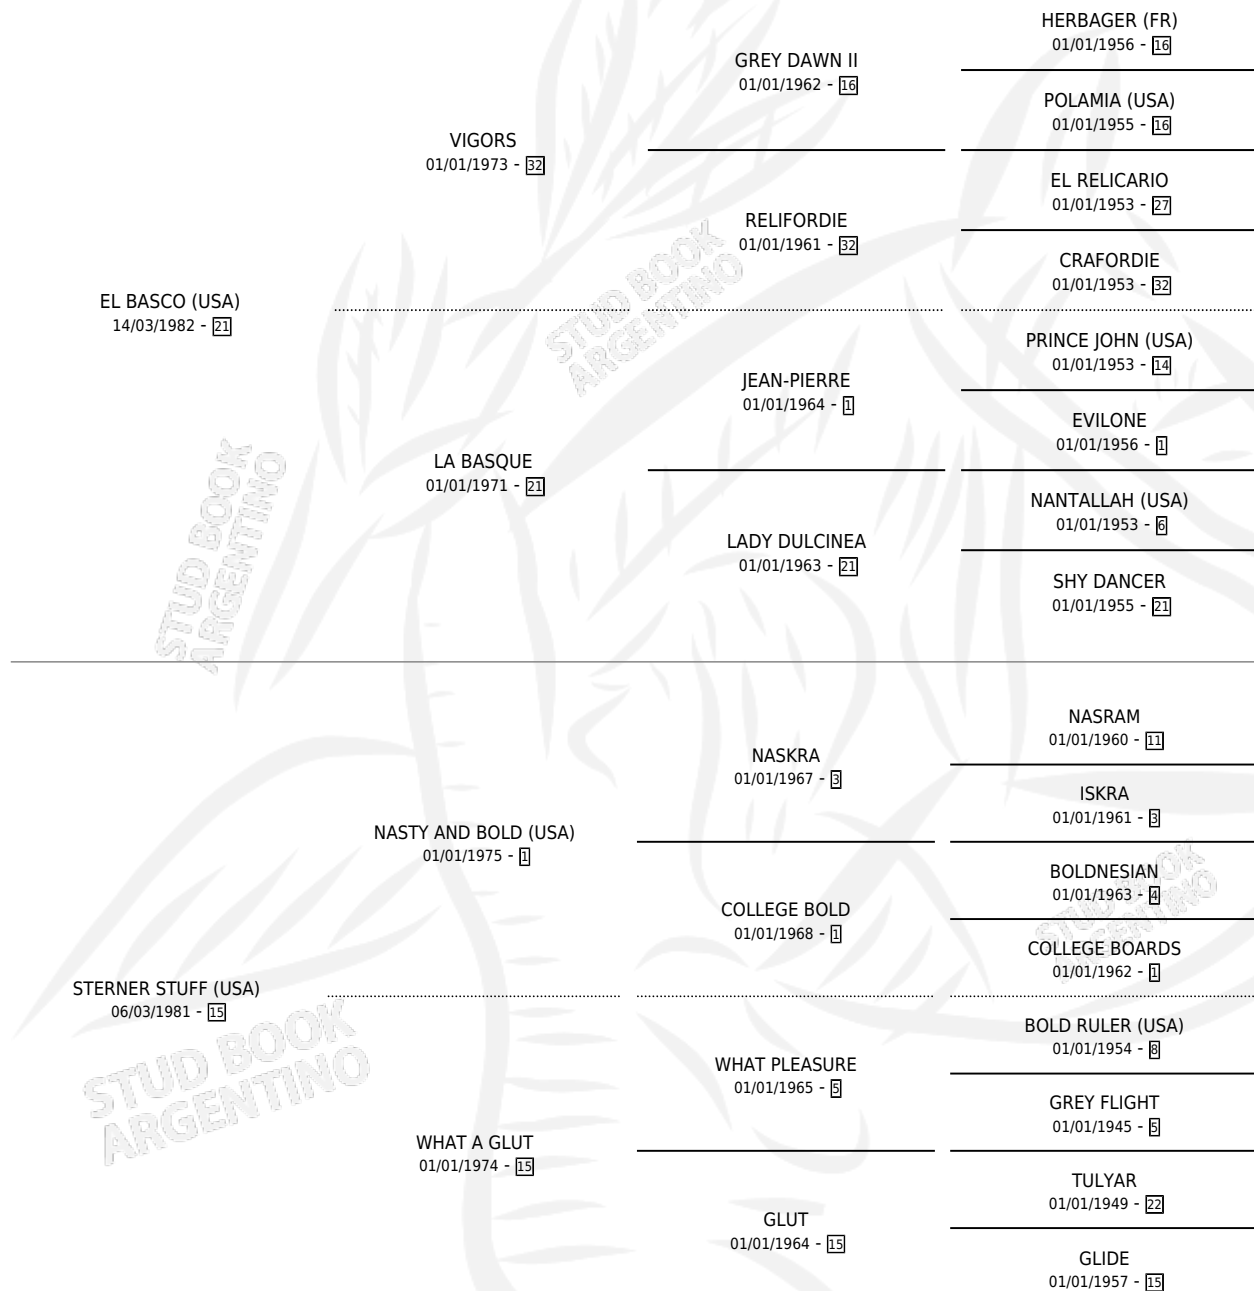 HERBAGER (FR)
01/01/1956 - 16
GREY DAWN II
01/01/1962 - 16
POLAMIA (USA)
01/01/1955 - 16
VIGORS
01/01/1973 - 32
EL RELICARIO
01/01/1953 - 27
RELIFORDIE
01/01/1961 - 32
CRAFORDIE
01/01/1953 - 32
EL BASCO (USA)
14/03/1982 - 21
PRINCE JOHN (USA)
01/01/1953 - 14
JEAN-PIERRE
01/01/1964 - 1
EVILONE
01/01/1956 - 1
LA BASQUE
01/01/1971 - 21
NANTALLAH (USA)
01/01/1953 - 6
LADY DULCINEA
01/01/1963 - 21
SHY DANCER
01/01/1955 - 21
NASRAM
01/01/1960 - 11
NASKRA
01/01/1967 - 3
ISKRA
01/01/1961 - 3
NASTY AND BOLD (USA)
01/01/1975 - 1
BOLDNESIAN
01/01/1963 - 4
COLLEGE BOLD
01/01/1968 - 1
COLLEGE BOARDS
01/01/1962 - 1
STERNER STUFF (USA)
06/03/1981 - 15
BOLD RULER (USA)
01/01/1954 - 8
WHAT PLEASURE
01/01/1965 - 5
GREY FLIGHT
01/01/1945 - 5
WHAT A GLUT
01/01/1974 - 15
TULYAR
01/01/1949 - 22
GLUT
01/01/1964 - 15
GLIDE
01/01/1957 - 15
STUD BOOK
ARGENTINO
STUD BOOK
ARGENTINO
STUD BOOK
ARGENTINO
STUD BOOK
ARGENTINO